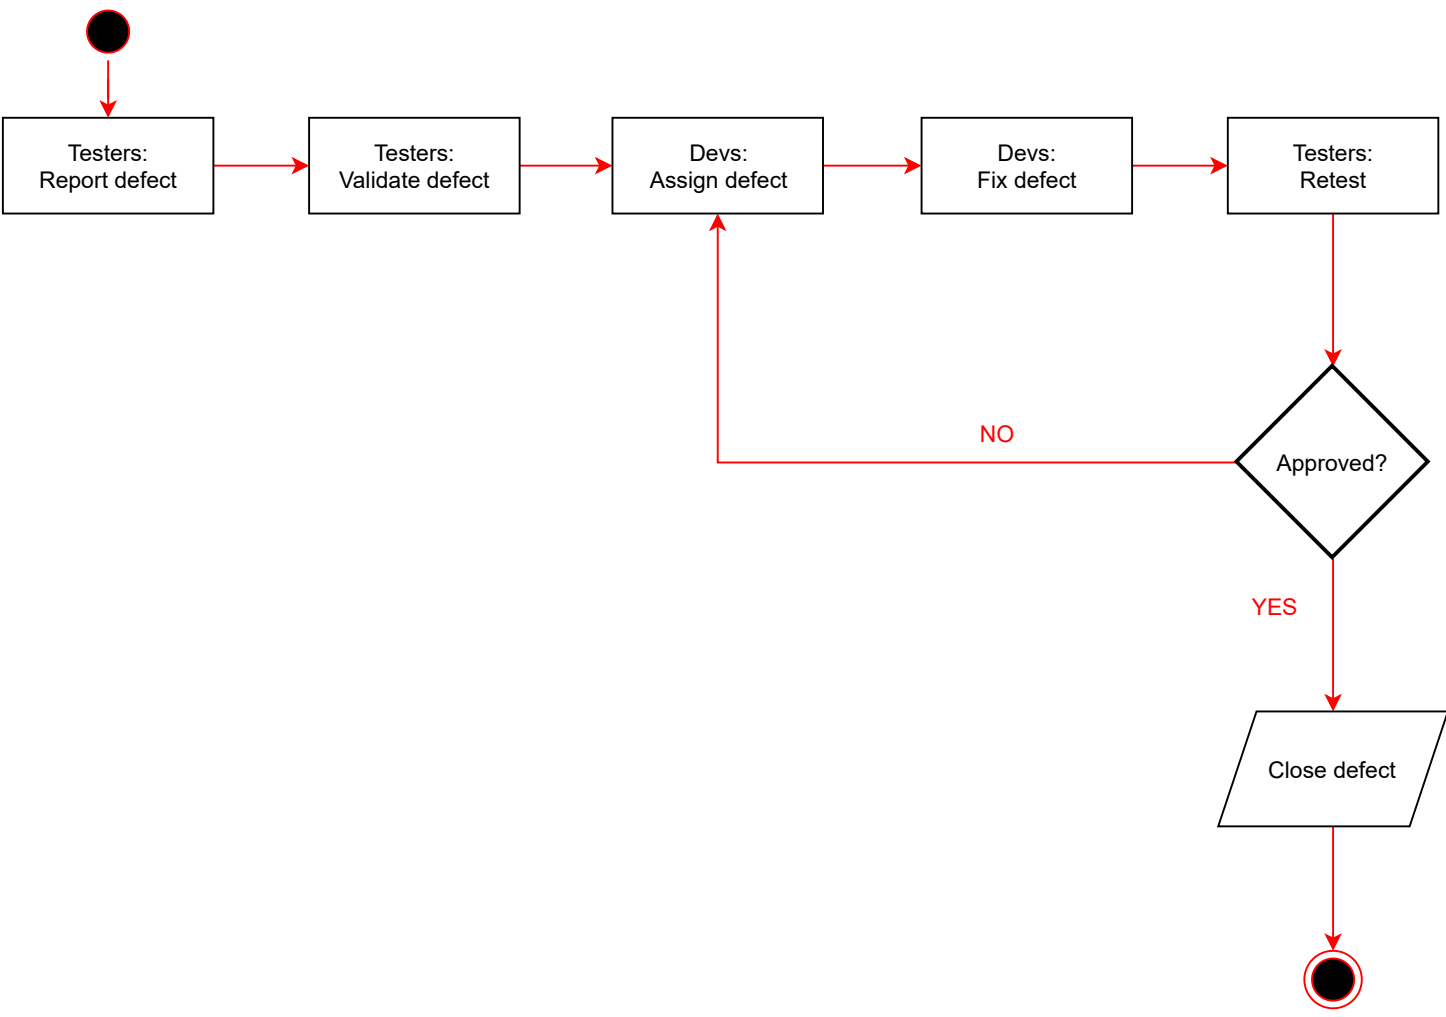 Testers:
Report defect
Testers:
Validate defect
Devs:
Assign defect
Devs:
Fix defect
Testers:
Retest
NO
Approved?
YES
Close defect